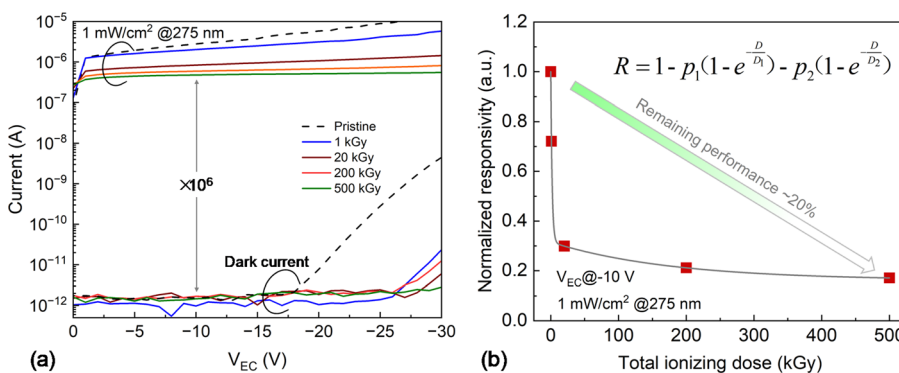 (a)
1 mW/cm² @275 nm
10⁻⁵
10⁻⁶
10⁻⁷
10⁻⁸
10⁻⁹
10⁻¹⁰
10⁻¹¹
10⁻¹²
Current (A)
Pristine
1 kGy
20 kGy
200 kGy
500 kGy
×10⁶
Dark current
0 −5 −10 −15 −20 −25 −30
V_EC (V)
(b)
1.2
1.0
0.8
0.6
0.4
0.2
0.0
Normalized responsivity (a.u.)
R = 1 - p₁(1 - e^(-D/D₁)) - p₂(1 - e^(-D/D₂))
Remaining performance ~20%
V_EC@-10 V
1 mW/cm² @275 nm
0 100 200 300 400 500
Total ionizing dose (kGy)